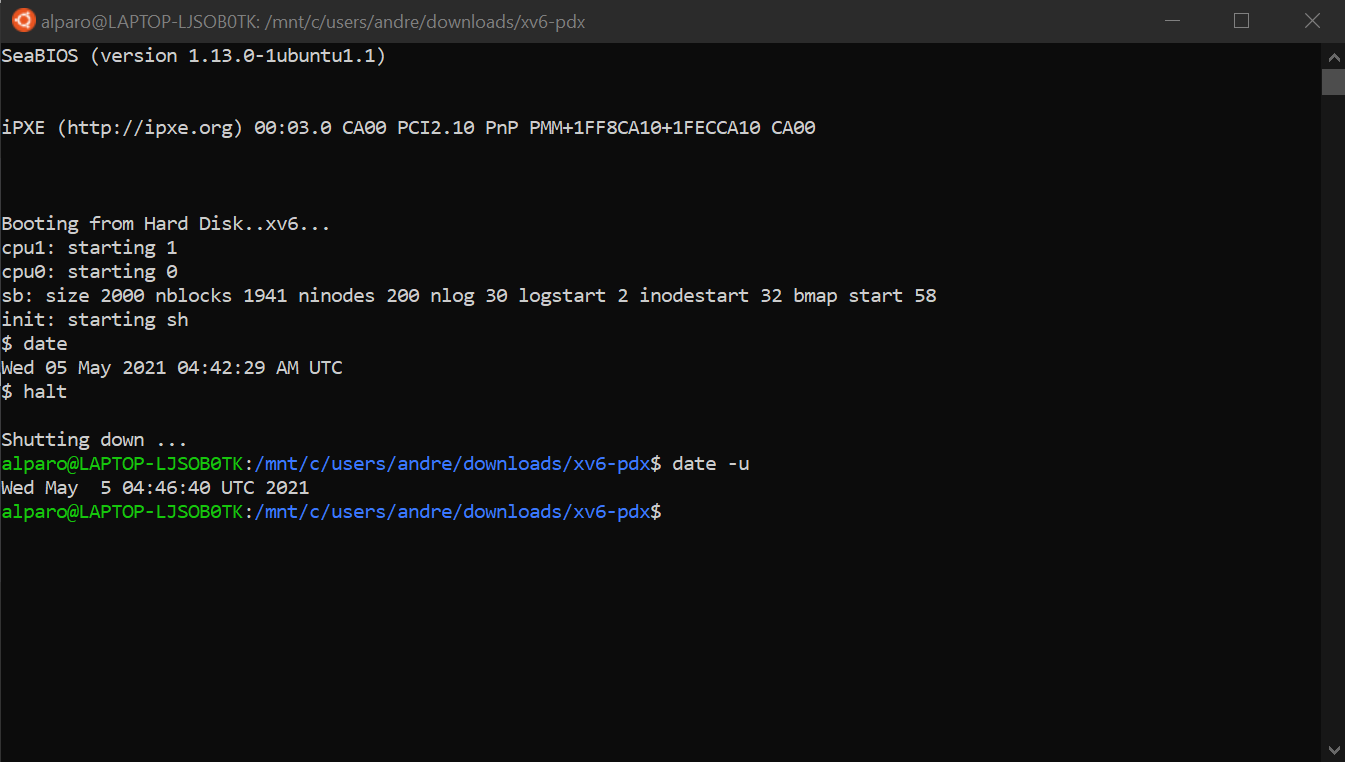 alparo@LAPTOP-LJSOB0TK: /mnt/c/users/andre/downloads/xv6-pdx
SeaBIOS (version 1.13.0-1ubuntu1.1)
iPXE (http://ipxe.org) 00:03.0 CA00 PCI2.10 PnP PMM+1FF8CA10+1FECCA10 CA00
Booting from Hard Disk..xv6...
cpu1: starting 1
cpu0: starting 0
sb: size 2000 nblocks 1941 ninodes 200 nlog 30 logstart 2 inodestart 32 bmap start 58
init: starting sh
$ date
Wed 05 May 2021 04:42:29 AM UTC
$ halt
Shutting down ...
alparo@LAPTOP-LJSOB0TK:/mnt/c/users/andre/downloads/xv6-pdx$ date -u
Wed May  5 04:46:40 UTC 2021
alparo@LAPTOP-LJSOB0TK:/mnt/c/users/andre/downloads/xv6-pdx$